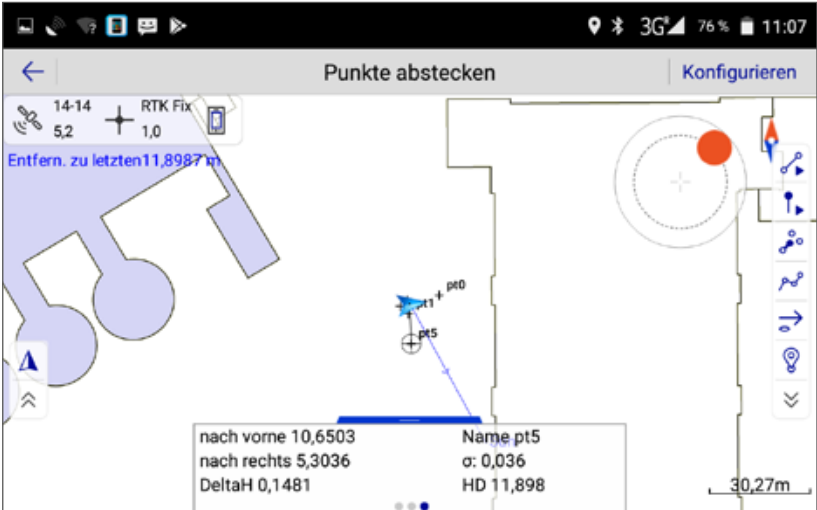 3G 76% 11:07
Punkte abstecken Konfigurieren
14-14 RTK Fix
5,2 1,0
Entfern. zu letzten11,8987 m
pt0
pt1
pt5
nach vorne 10,6503 Name pt5
nach rechts 5,3036 σ: 0,036
DeltaH 0,1481 HD 11,898
30,27m